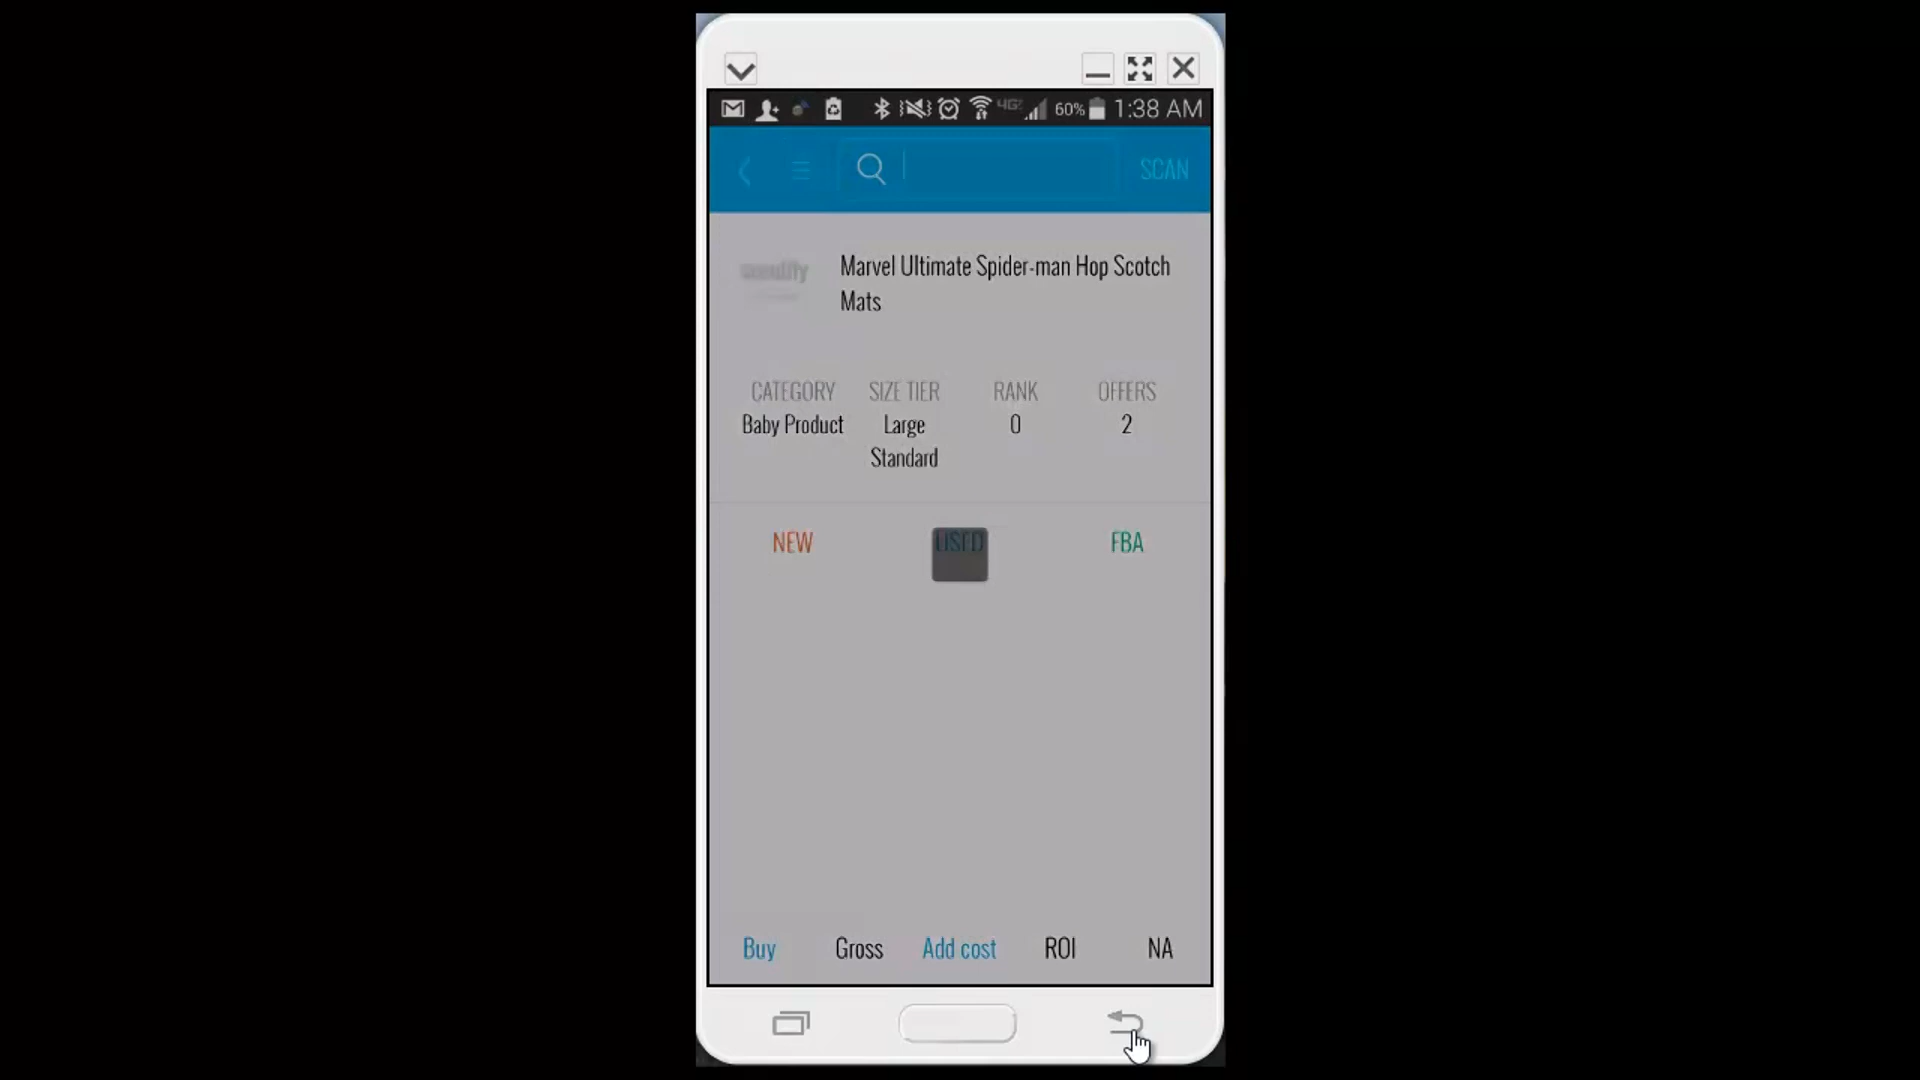 4G 60% 1:38 AM
SCAN
Marvel Ultimate Spider-man Hop Scotch
Mats
CATEGORY SIZE TIER RANK OFFERS
Baby Product Large 0 2
Standard
NEW USED FBA
Buy Gross Add cost ROI NA